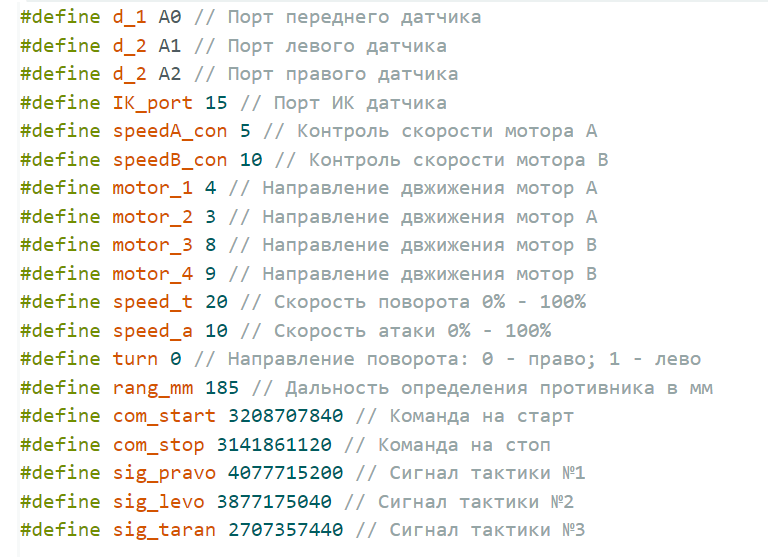 #define d_1 A0 // Порт переднего датчика
#define d_2 A1 // Порт левого датчика
#define d_2 A2 // Порт правого датчика
#define IK_port 15 // Порт ИК датчика
#define speedA_con 5 // Контроль скорости мотора А
#define speedB_con 10 // Контроль скорости мотора В
#define motor_1 4 // Направление двжижения мотор А
#define motor_2 3 // Направление двжижения мотор А
#define motor_3 8 // Направление двжижения мотор В
#define motor_4 9 // Направление двжижения мотор В
#define speed_t 20 // Скорость поворота 0% - 100%
#define speed_a 10 // Скорость атаки 0% - 100%
#define turn 0 // Направление поворота: 0 - право; 1 - лево
#define rang_mm 185 // Дальность определения противника в мм
#define com_start 3208707840 // Команда на старт
#define com_stop 3141861120 // Команда на стоп
#define sig_pravo 4077715200 // Сигнал тактики №1
#define sig_levo 3877175040 // Сигнал тактики №2
#define sig_taran 2707357440 // Сигнал тактики №3